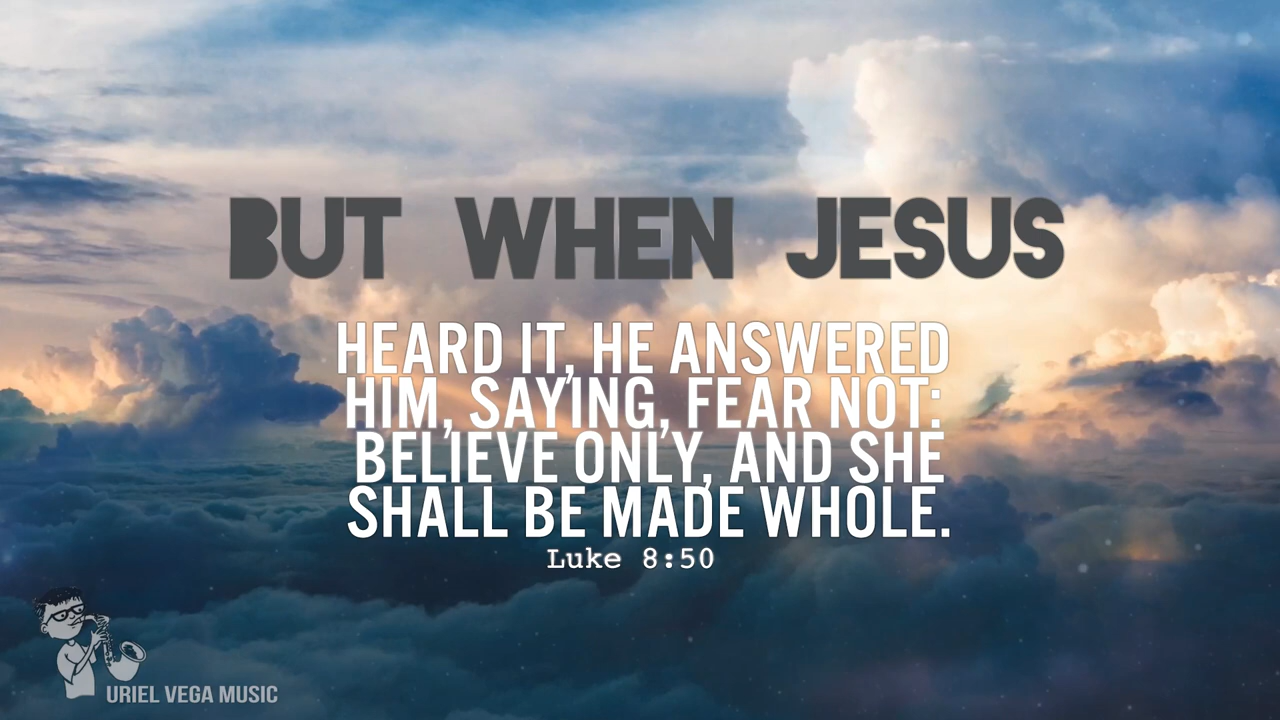 BUT WHEN JESUS
HEARD IT, HE ANSWERED
HIM, SAYING, FEAR NOT:
BELIEVE ONLY, AND SHE
SHALL BE MADE WHOLE.
Luke 8:50
URIEL VEGA MUSIC